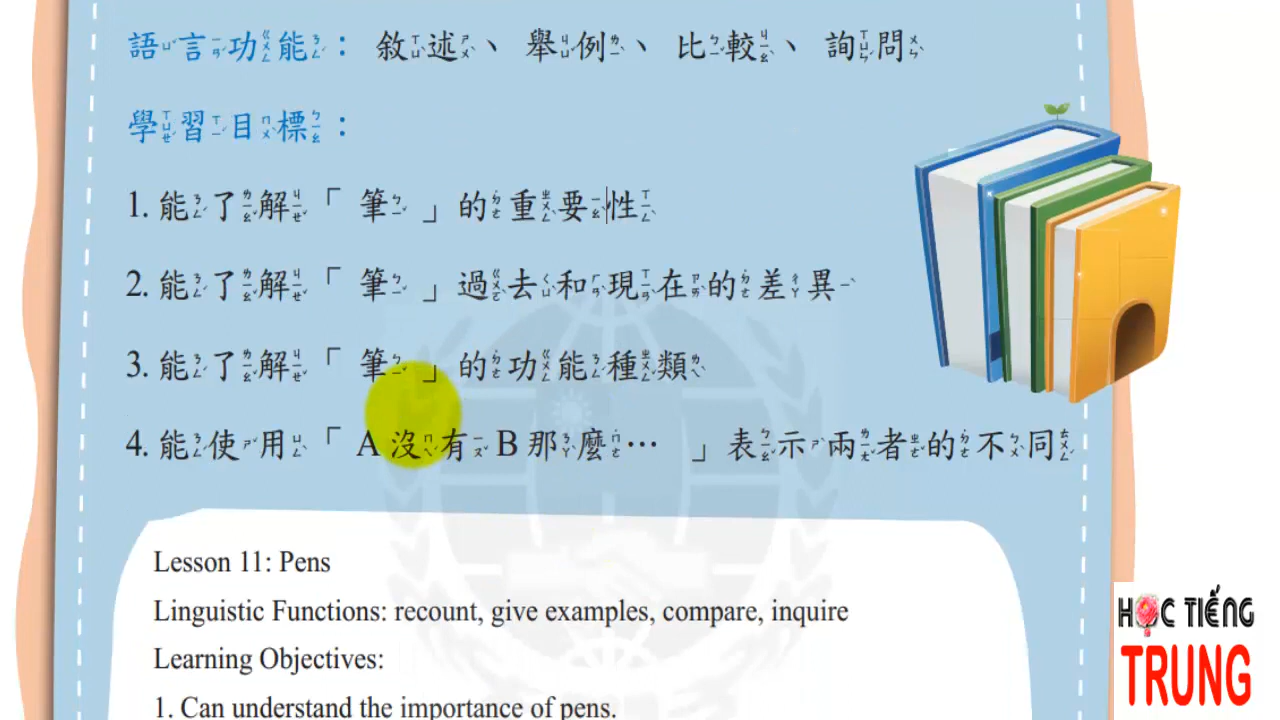 語言功能：敘述、舉例、比較、詢問
學習目標：
1. 能了解「筆」的重要性
2. 能了解「筆」過去和現在的差異
3. 能了解「筆」的功能種類
4. 能使用「A沒有B那麼…」表示兩者的不同
Lesson 11: Pens
Linguistic Functions: recount, give examples, compare, inquire
Learning Objectives:
1. Can understand the importance of pens.
HỌC TIẾNG
TRUNG